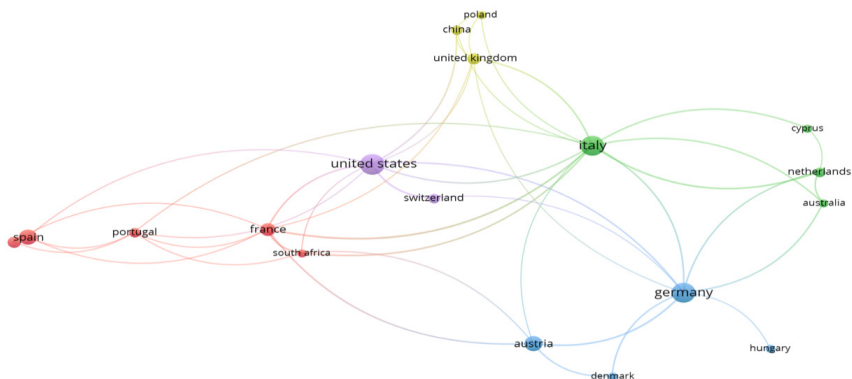 poland
china
united kingdom
cyprus
italy
united states
netherlands
switzerland
australia
spain
portugal
france
south africa
germany
austria
hungary
denmark